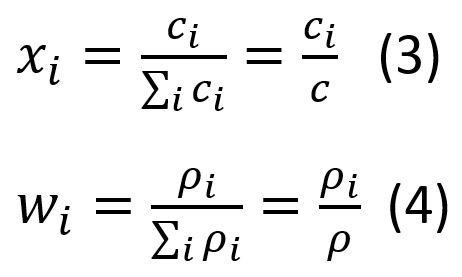 x_i = c_i / ∑_i c_i = c_i / c (3)
w_i = ρ_i / ∑_i ρ_i = ρ_i / ρ (4)